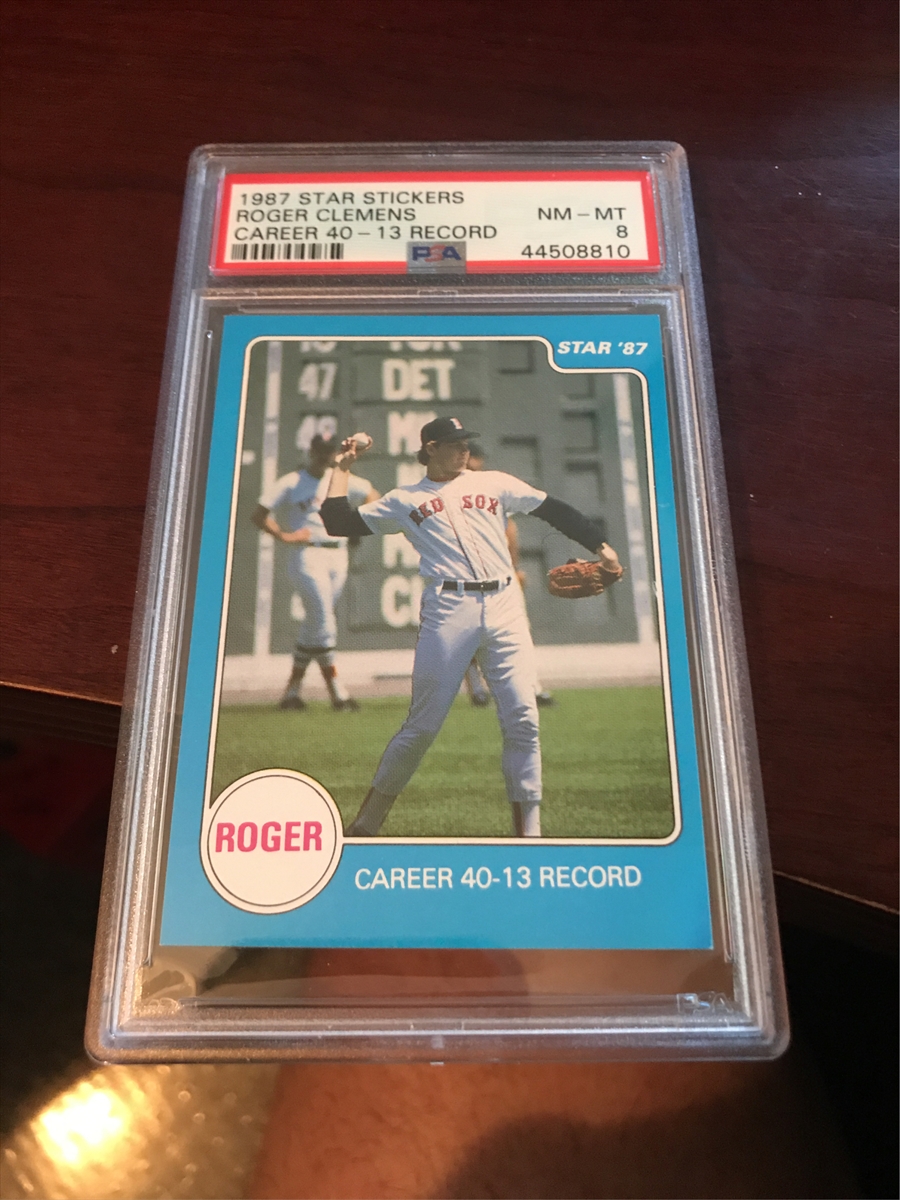 1987 STAR STICKERS
ROGER CLEMENS NM - MT
CAREER 40 - 13 RECORD 8
PSA 44508810
STAR '87
47
DET
RED SOX
ROGER
CAREER 40-13 RECORD